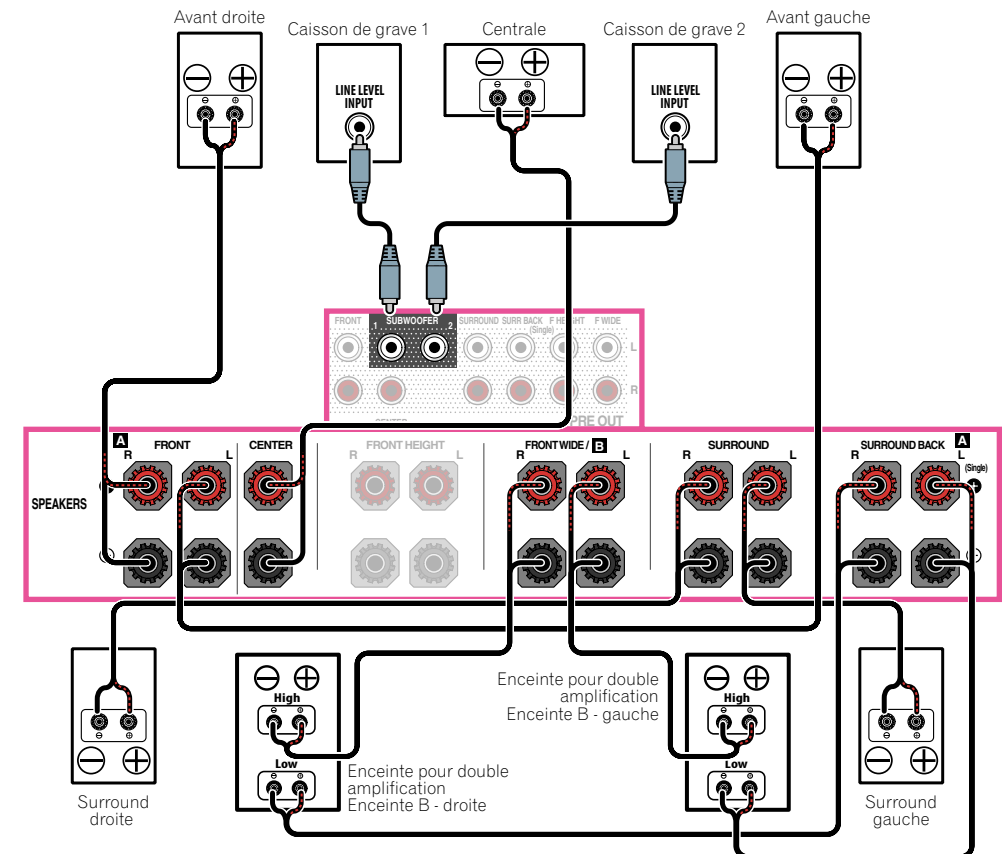 Avant droite
Caisson de grave 1
Centrale
Caisson de grave 2
Avant gauche
LINE LEVEL
INPUT
LINE LEVEL
INPUT
FRONT
SUBWOOFER
1
2
SURROUND
SURR BACK
(Single)
F HEIGHT
F WIDE
L
R
CENTER
PRE OUT
SPEAKERS
A
FRONT
R
L
CENTER
FRONT HEIGHT
R
L
FRONT WIDE / B
R
L
SURROUND
R
L
SURROUND BACK
A
R
L
(Single)
High
Low
Enceinte pour double
amplification
Enceinte B - droite
Enceinte pour double
amplification
Enceinte B - gauche
High
Low
Surround
droite
Surround
gauche